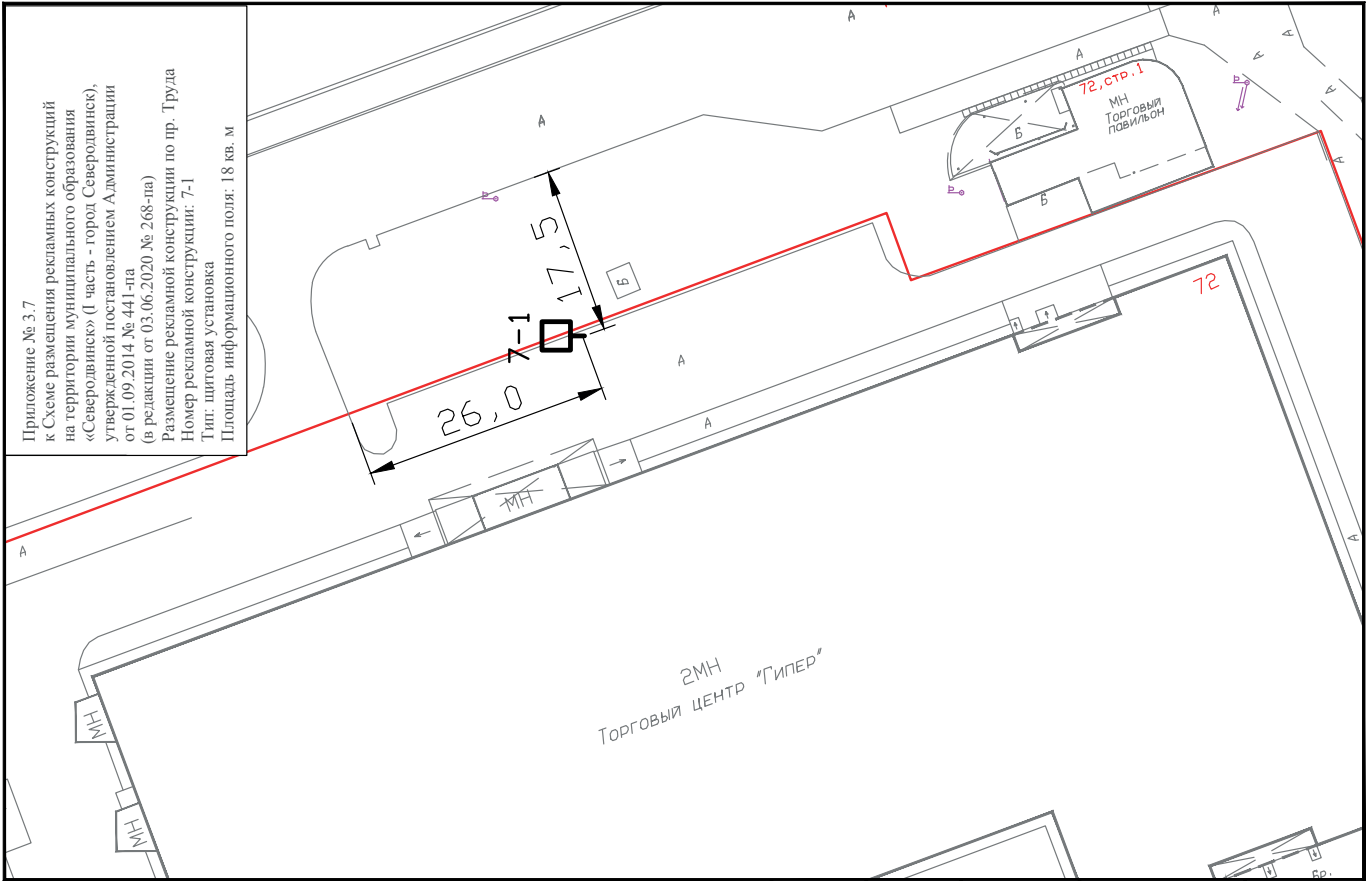 Приложение № 3.7
к Схеме размещения рекламных конструкций
на территории муниципального образования
«Северодвинск» (I часть - город Северодвинск),
утвержденной постановлением Администрации
от 01.09.2014 № 441-па
(в редакции от 03.06.2020 № 268-па)
Размещение рекламной конструкции по пр. Труда
Номер рекламной конструкции: 7-1
Тип: щитовая установка
Площадь информационного поля: 18 кв. м
А
А
А
А
А
А
А
А
72,стр.1
МН
Торговый
павильон
Б
Б
А
17,5
Б
7-1
26,0
72
А
А
МН
А
А
2МН
Торговый центр "Гипер"
МН
МН
Бр.